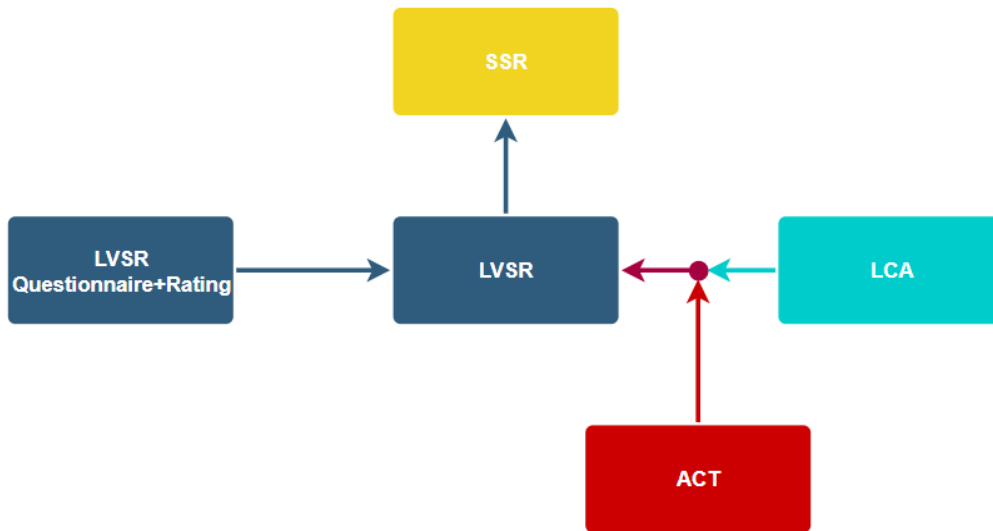 SSR
LVSR
Questionnaire+Rating
LVSR
LCA
ACT